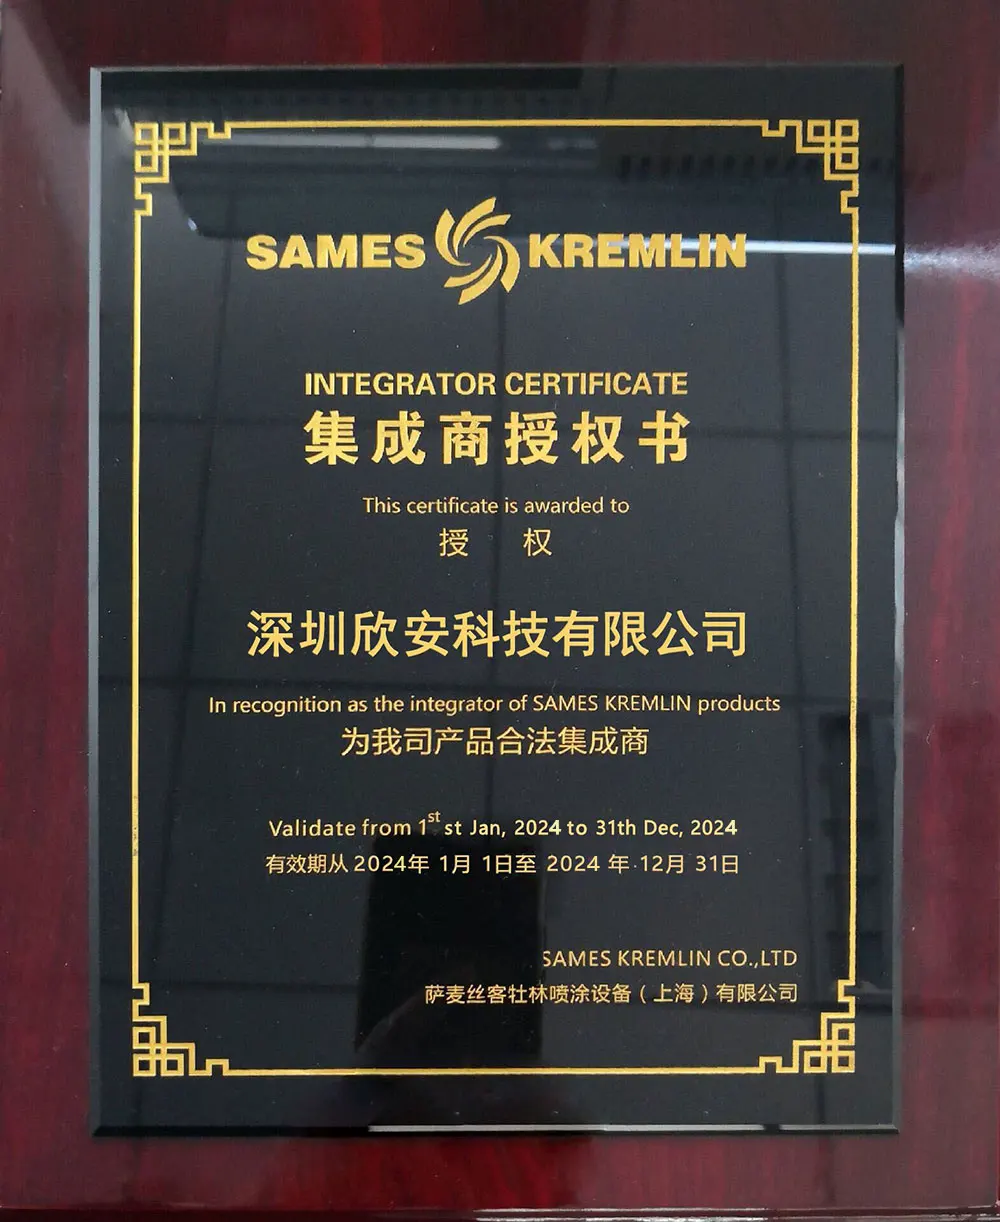 SAMES KREMLIN
INTEGRATOR CERTIFICATE
集成商授权书
This certificate is awarded to
授 权
深圳欣安科技有限公司
In recognition as the integrator of SAMES KREMLIN products
为我司产品合法集成商
Validate from 1st st Jan, 2024 to 31th Dec, 2024
有效期从 2024年 1月 1日至 2024 年 12月 31日
SAMES KREMLIN CO.,LTD
萨麦丝客牡林喷涂设备（上海）有限公司